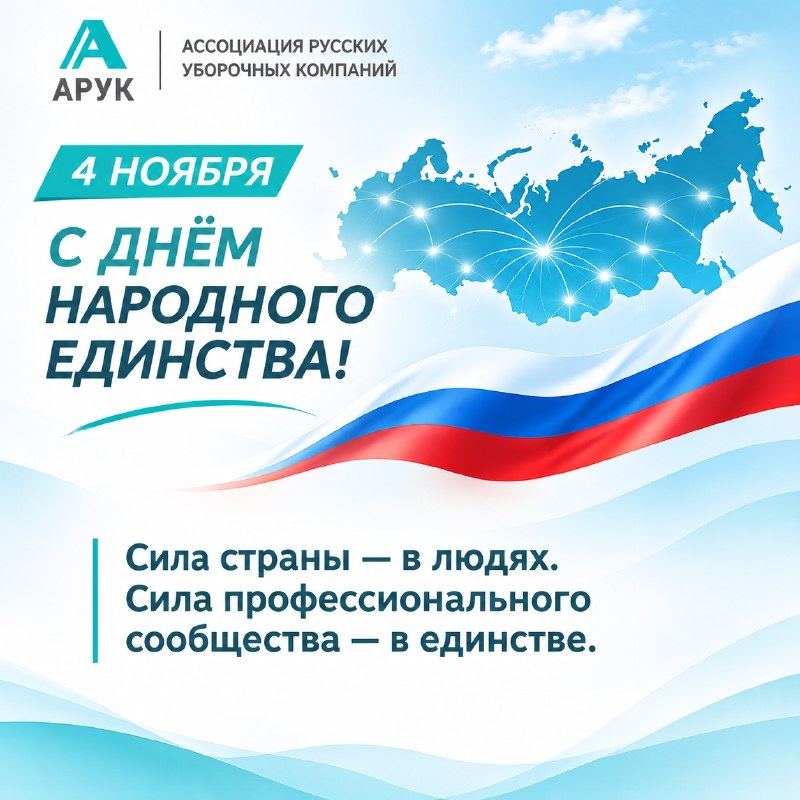 АРУК
АССОЦИАЦИЯ РУССКИХ
УБОРОЧНЫХ КОМПАНИЙ
4 НОЯБРЯ
С ДНЁМ
НАРОДНОГО
ЕДИНСТВА!
Сила страны — в людях.
Сила профессионального
сообщества — в единстве.